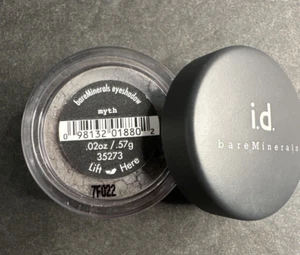 bareMinerals eyeshadow
myth
0 98132 01880 2
.02oz/.57g
35273
Lift Here
7F022
i.d.
bareMinerals